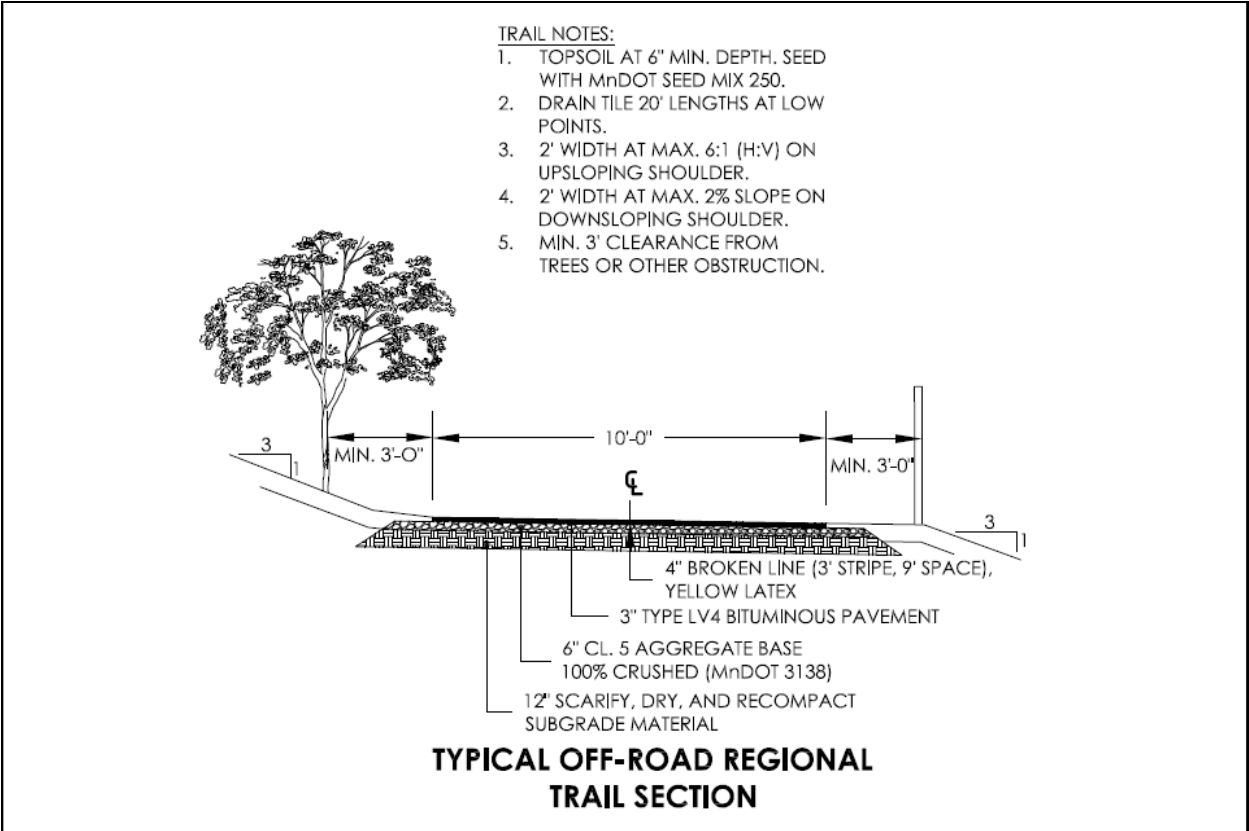 TRAIL NOTES:
1. TOPSOIL AT 6" MIN. DEPTH. SEED
WITH MnDOT SEED MIX 250.
2. DRAIN TILE 20' LENGTHS AT LOW
POINTS.
3. 2' WIDTH AT MAX. 6:1 (H:V) ON
UPSLOPING SHOULDER.
4. 2' WIDTH AT MAX. 2% SLOPE ON
DOWNSLOPING SHOULDER.
5. MIN. 3' CLEARANCE FROM
TREES OR OTHER OBSTRUCTION.
3
1
MIN. 3'-O"
10'-0"
MIN. 3'-0"
℄
3
1
4" BROKEN LINE (3' STRIPE, 9' SPACE),
YELLOW LATEX
3" TYPE LV4 BITUMINOUS PAVEMENT
6" CL. 5 AGGREGATE BASE
100% CRUSHED (MnDOT 3138)
12" SCARIFY, DRY, AND RECOMPACT
SUBGRADE MATERIAL
TYPICAL OFF-ROAD REGIONAL
TRAIL SECTION